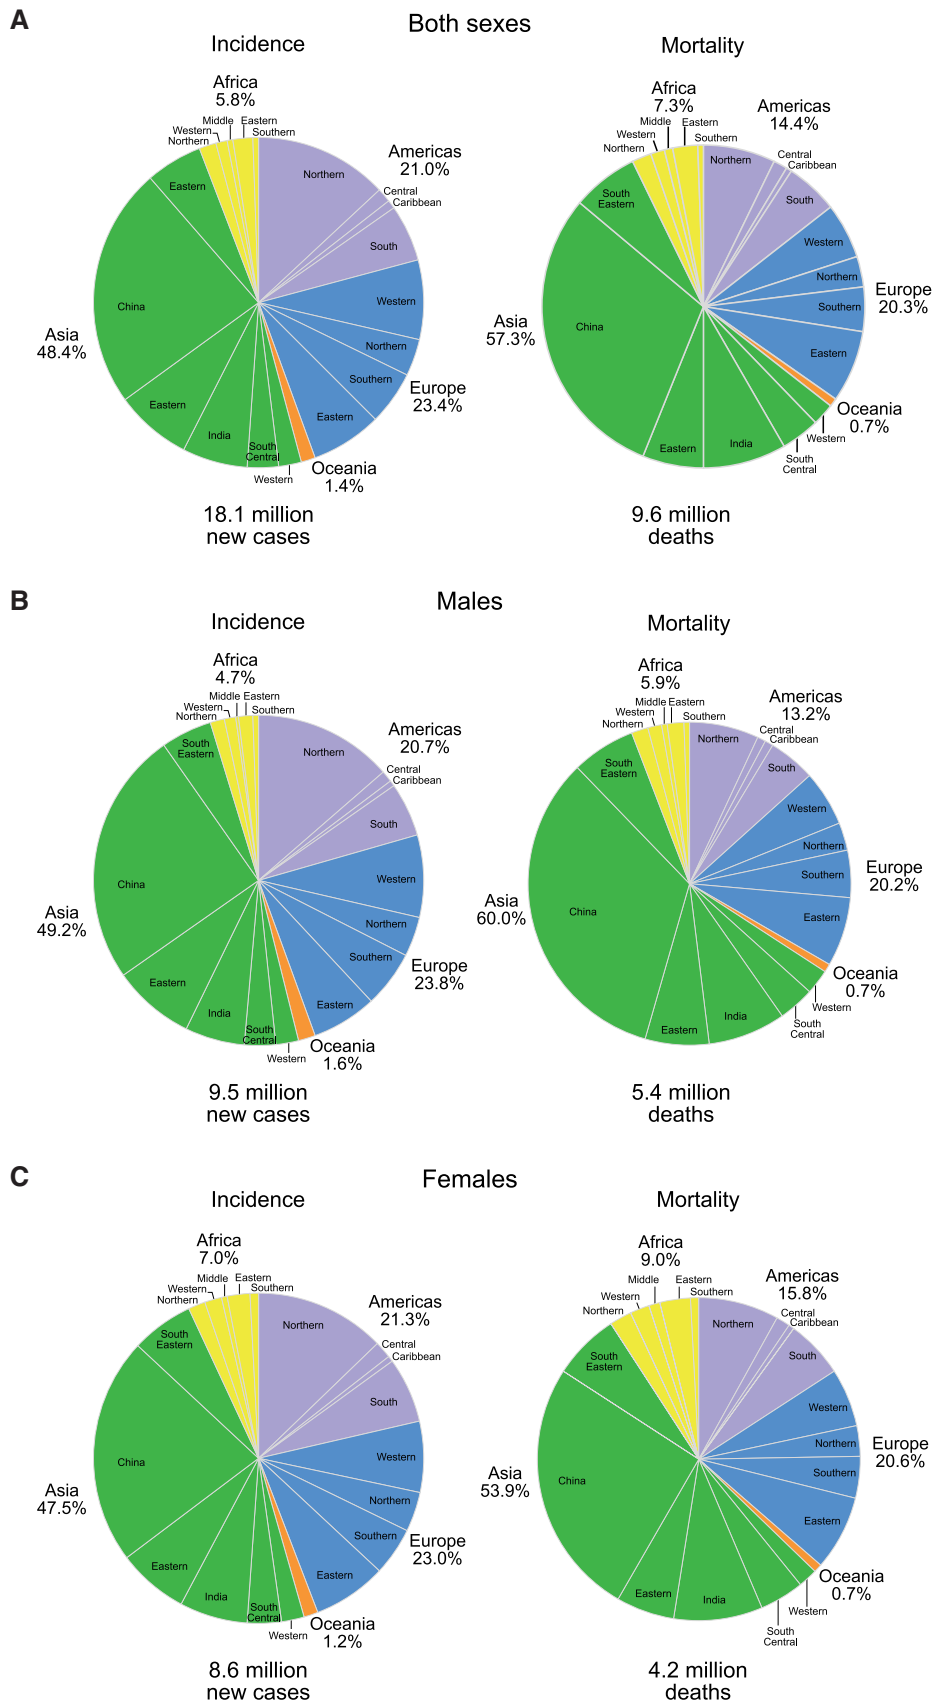 A
Both sexes
Incidence
Africa
5.8%
Middle
Eastern
Western
Southern
Northern
Americas
21.0%
Northern
Central
Caribbean
South
Eastern
Western
China
Asia
48.4%
Northern
Southern
Europe
23.4%
Eastern
Eastern
India
South
Central
Western
Oceania
1.4%
18.1 million
new cases
Mortality
Africa
7.3%
Middle
Eastern
Western
Southern
Northern
Americas
14.4%
Northern
Central
Caribbean
South
South
Eastern
Western
Northern
Europe
20.3%
Southern
Asia
57.3%
China
Eastern
Oceania
0.7%
Western
Eastern
India
South
Central
9.6 million
deaths
B
Males
Incidence
Africa
4.7%
Middle
Eastern
Western
Southern
Northern
Americas
20.7%
South
Eastern
Northern
Central
Caribbean
South
Western
China
Asia
49.2%
Northern
Southern
Europe
23.8%
Eastern
Eastern
India
South
Central
Western
Oceania
1.6%
9.5 million
new cases
Mortality
Africa
5.9%
Middle
Eastern
Western
Southern
Northern
Americas
13.2%
Northern
Central
Caribbean
South
South
Eastern
Western
Northern
Southern
Europe
20.2%
Asia
60.0%
China
Eastern
Oceania
0.7%
Western
India
Eastern
South
Central
5.4 million
deaths
C
Females
Incidence
Africa
7.0%
Middle
Eastern
Western
Southern
Northern
Americas
21.3%
South
Eastern
Northern
Central
Caribbean
South
Western
China
Asia
47.5%
Northern
Southern
Europe
23.0%
Eastern
Eastern
India
South
Central
Western
Oceania
1.2%
8.6 million
new cases
Mortality
Africa
9.0%
Middle
Eastern
Western
Southern
Northern
Americas
15.8%
Northern
Central
Caribbean
South
South
Eastern
Western
Northern
Europe
20.6%
Southern
Asia
53.9%
China
Eastern
Oceania
0.7%
Western
Eastern
India
South
Central
4.2 million
deaths